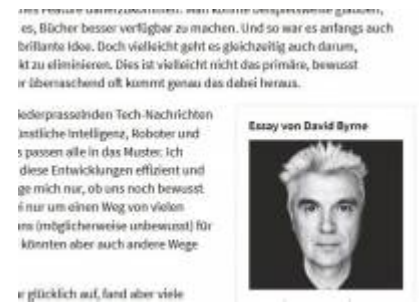 es, Bücher besser verfügbar zu machen. Und so war es anfangs auch
brillante Idee. Doch vielleicht geht es gleichzeitig auch darum,
kt zu eliminieren. Dies ist vielleicht nicht das primäre, bewusst
r überraschend oft kommt genau das dabei heraus.
iederprasselnden Tech-Nachrichten
ünstliche Intelligenz, Roboter und
s passen alle in das Muster. Ich
diese Entwicklungen effizient und
ge mich nur, ob uns noch bewusst
i nur um einen Weg von vielen
ns (möglicherweise unbewusst) für
könnten aber auch andere Wege
r glücklich auf, fand aber viele
Essay von David Byrne